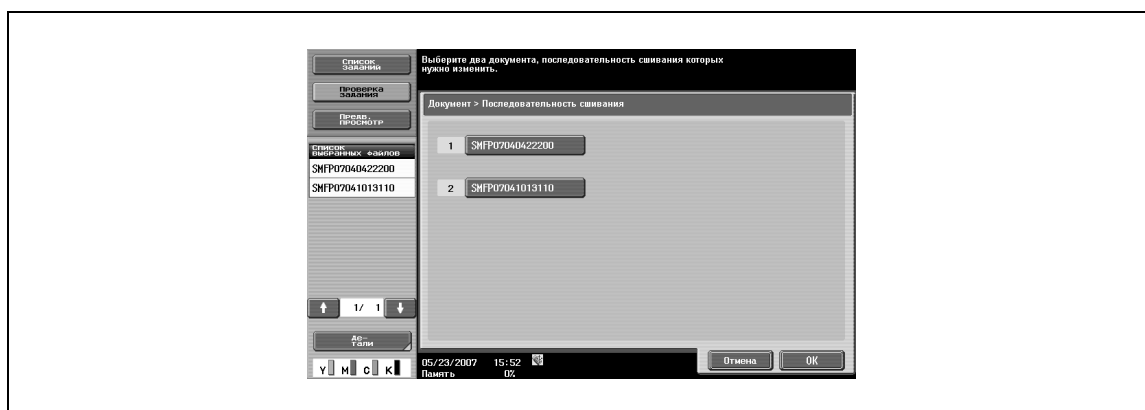 Список
заданий
Проверка
задания
Предв.
просмотр
Список
выбранных файлов
SMFP07040422200
SMFP07041013110
1/ 1
Де-
тали
Y M C K
Выберите два документа, последовательность сшивания которых
нужно изменить.
Документ > Последовательность сшивания
1 SMFP07040422200
2 SMFP07041013110
Отмена OK
05/23/2007 15:52
Память 0%